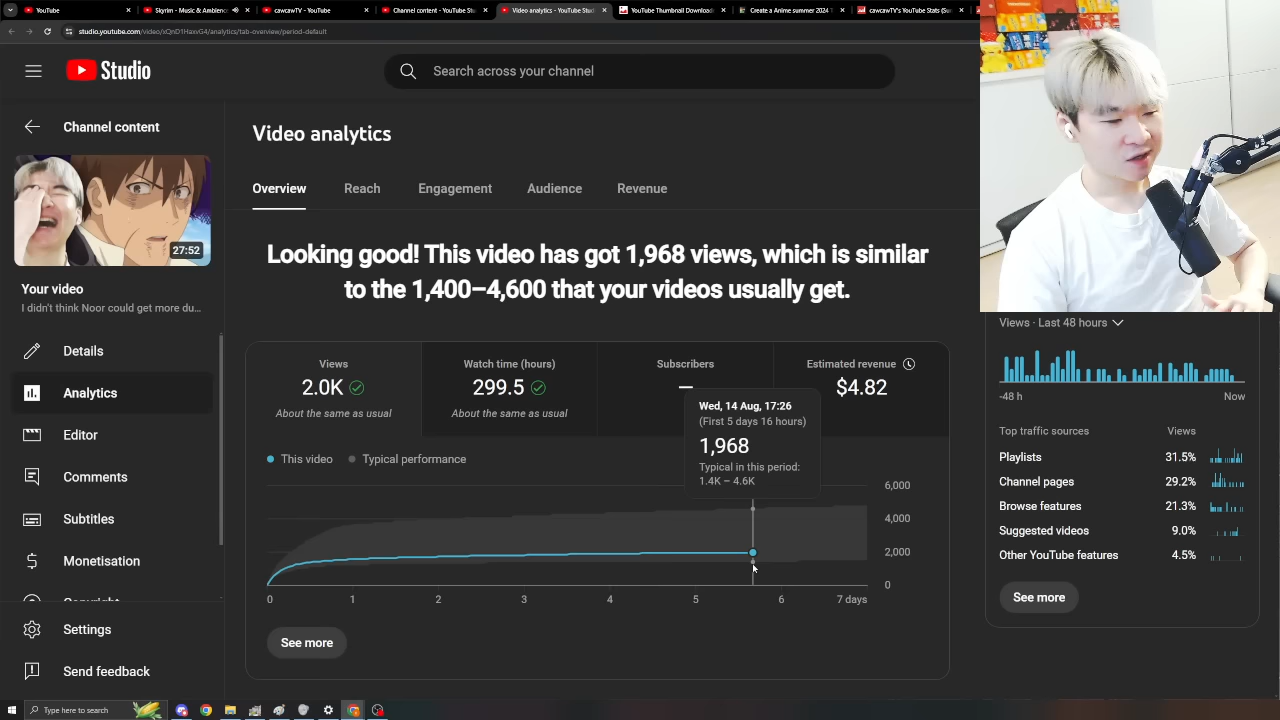 YouTube
Skyrim - Music & Ambience
cawcawTV - YouTube
Channel content - YouTube Stu
Video analytics - YouTube Stud
YouTube Thumbnail Download
Create a Anime summer 2024 T
cawcawTV's YouTube Stats (Su
studio.youtube.com/video/xQnD1HaxvG4/analytics/tab-overview/period-default
Studio
Search across your channel
Channel content
27:52
Your video
I didn't think Noor could get more du...
Details
Analytics
Editor
Comments
Subtitles
Monetisation
Copyright
Settings
Send feedback
Video analytics
Overview
Reach
Engagement
Audience
Revenue
Looking good! This video has got 1,968 views, which is similar
to the 1,400–4,600 that your videos usually get.
Views
2.0K
About the same as usual
Watch time (hours)
299.5
About the same as usual
Subscribers
—
Estimated revenue
$4.82
This video
Typical performance
Wed, 14 Aug, 17:26
(First 5 days 16 hours)
1,968
Typical in this period:
1.4K – 4.6K
6,000
4,000
2,000
0
0
1
2
3
4
5
6
7 days
See more
Views · Last 48 hours
-48 h
Now
Top traffic sources
Views
Playlists
31.5%
Channel pages
29.2%
Browse features
21.3%
Suggested videos
9.0%
Other YouTube features
4.5%
See more
Type here to search